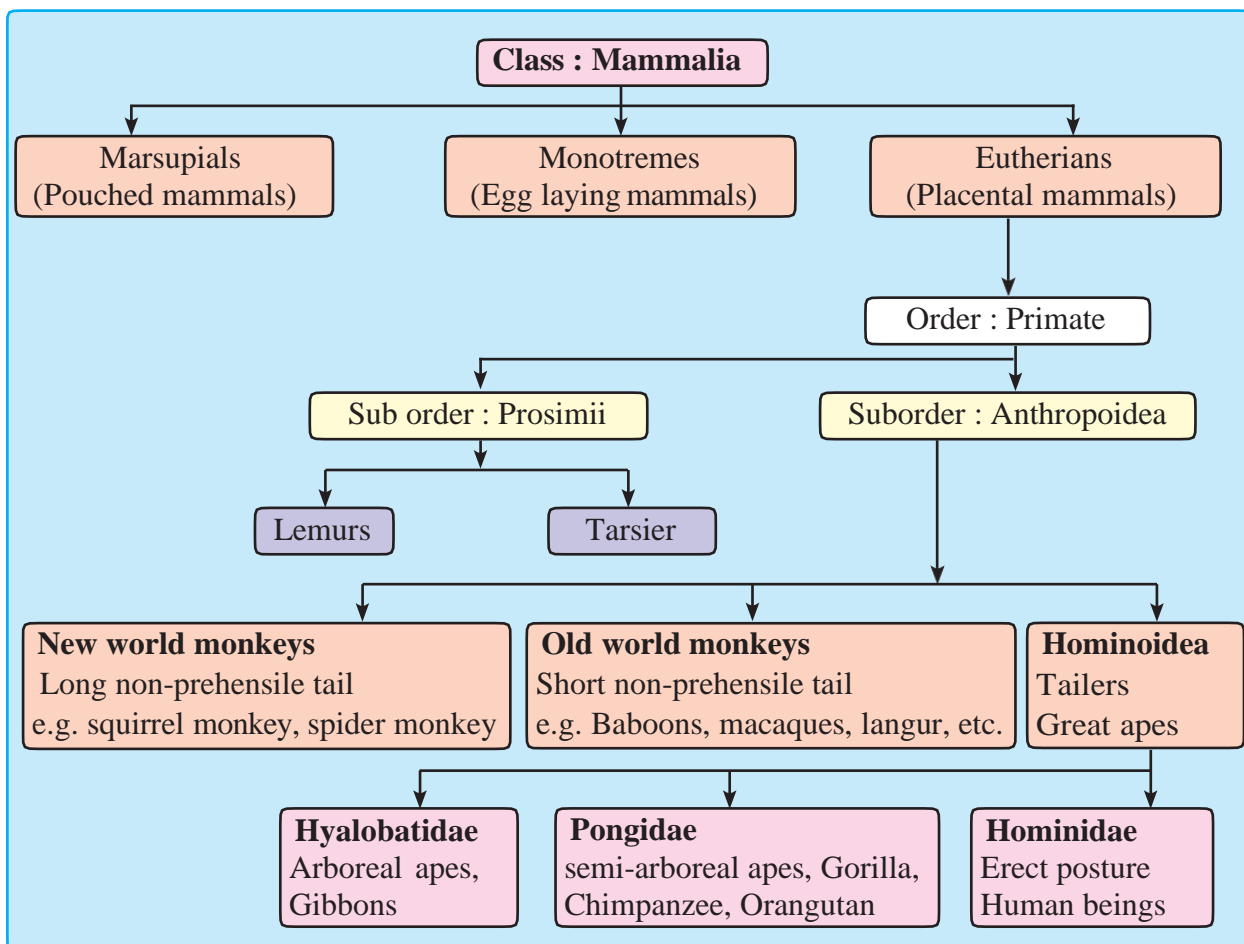 Class : Mammalia
Marsupials
(Pouched mammals)
Monotremes
(Egg laying mammals)
Eutherians
(Placental mammals)
Order : Primate
Sub order : Prosimii
Suborder : Anthropoidea
Lemurs
Tarsier
New world monkeys
Long non-prehensile tail
e.g. squirrel monkey, spider monkey
Old world monkeys
Short non-prehensile tail
e.g. Baboons, macaques, langur, etc.
Hominoidea
Tailers
Great apes
Hyalobatidae
Arboreal apes,
Gibbons
Pongidae
semi-arboreal apes, Gorilla,
Chimpanzee, Orangutan
Hominidae
Erect posture
Human beings